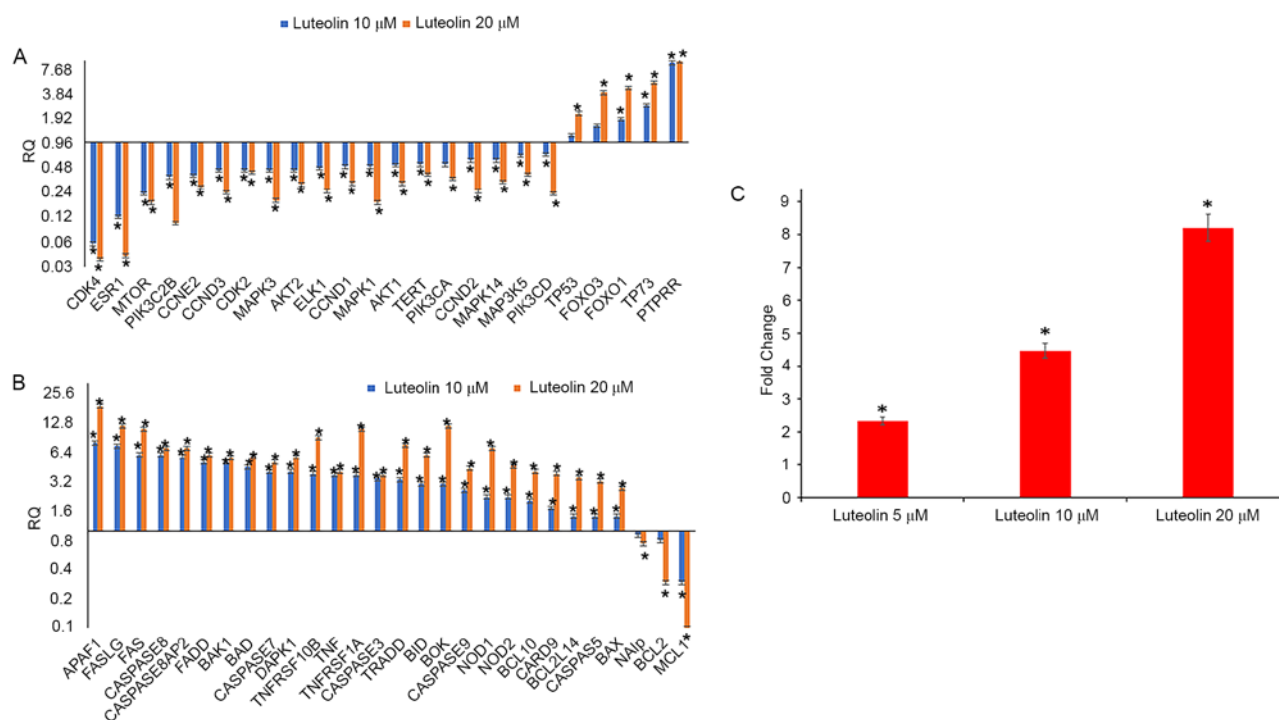 Luteolin 10 μM Luteolin 20 μM
A
7.68
3.84
1.92
0.96
0.48
0.24
0.12
0.06
0.03
RQ
CDK4 ESR1 MTOR PIK3C2B CCNE2 CCND3 CDK2 MAPK3 AKT2 ELK1 CCND1 MAPK1 AKT1 TERT PIK3CA CCND2 MAPK14 MAP3K5 PIK3CD TP53 FOXO3 FOXO1 TP73 PTPRR
B
Luteolin 10 μM Luteolin 20 μM
25.6
12.8
6.4
3.2
1.6
0.8
0.4
0.2
0.1
RQ
APAF1 FASLG FAS CASPASE8 CASPASE8AP2 FADD BAK1 BAD CASPASE7 DAPK1 TNFRSF10B TNF TNFRSF1A CASPASE3 TRADD BID BOK CASPASE9 NOD1 NOD2 BCL10 CARD9 BCL2L14 CASPAS5 BAX NAIp BCL2 MCL1
C
9
8
7
6
5
4
3
2
1
0
Fold Change
Luteolin 5 μM Luteolin 10 μM Luteolin 20 μM